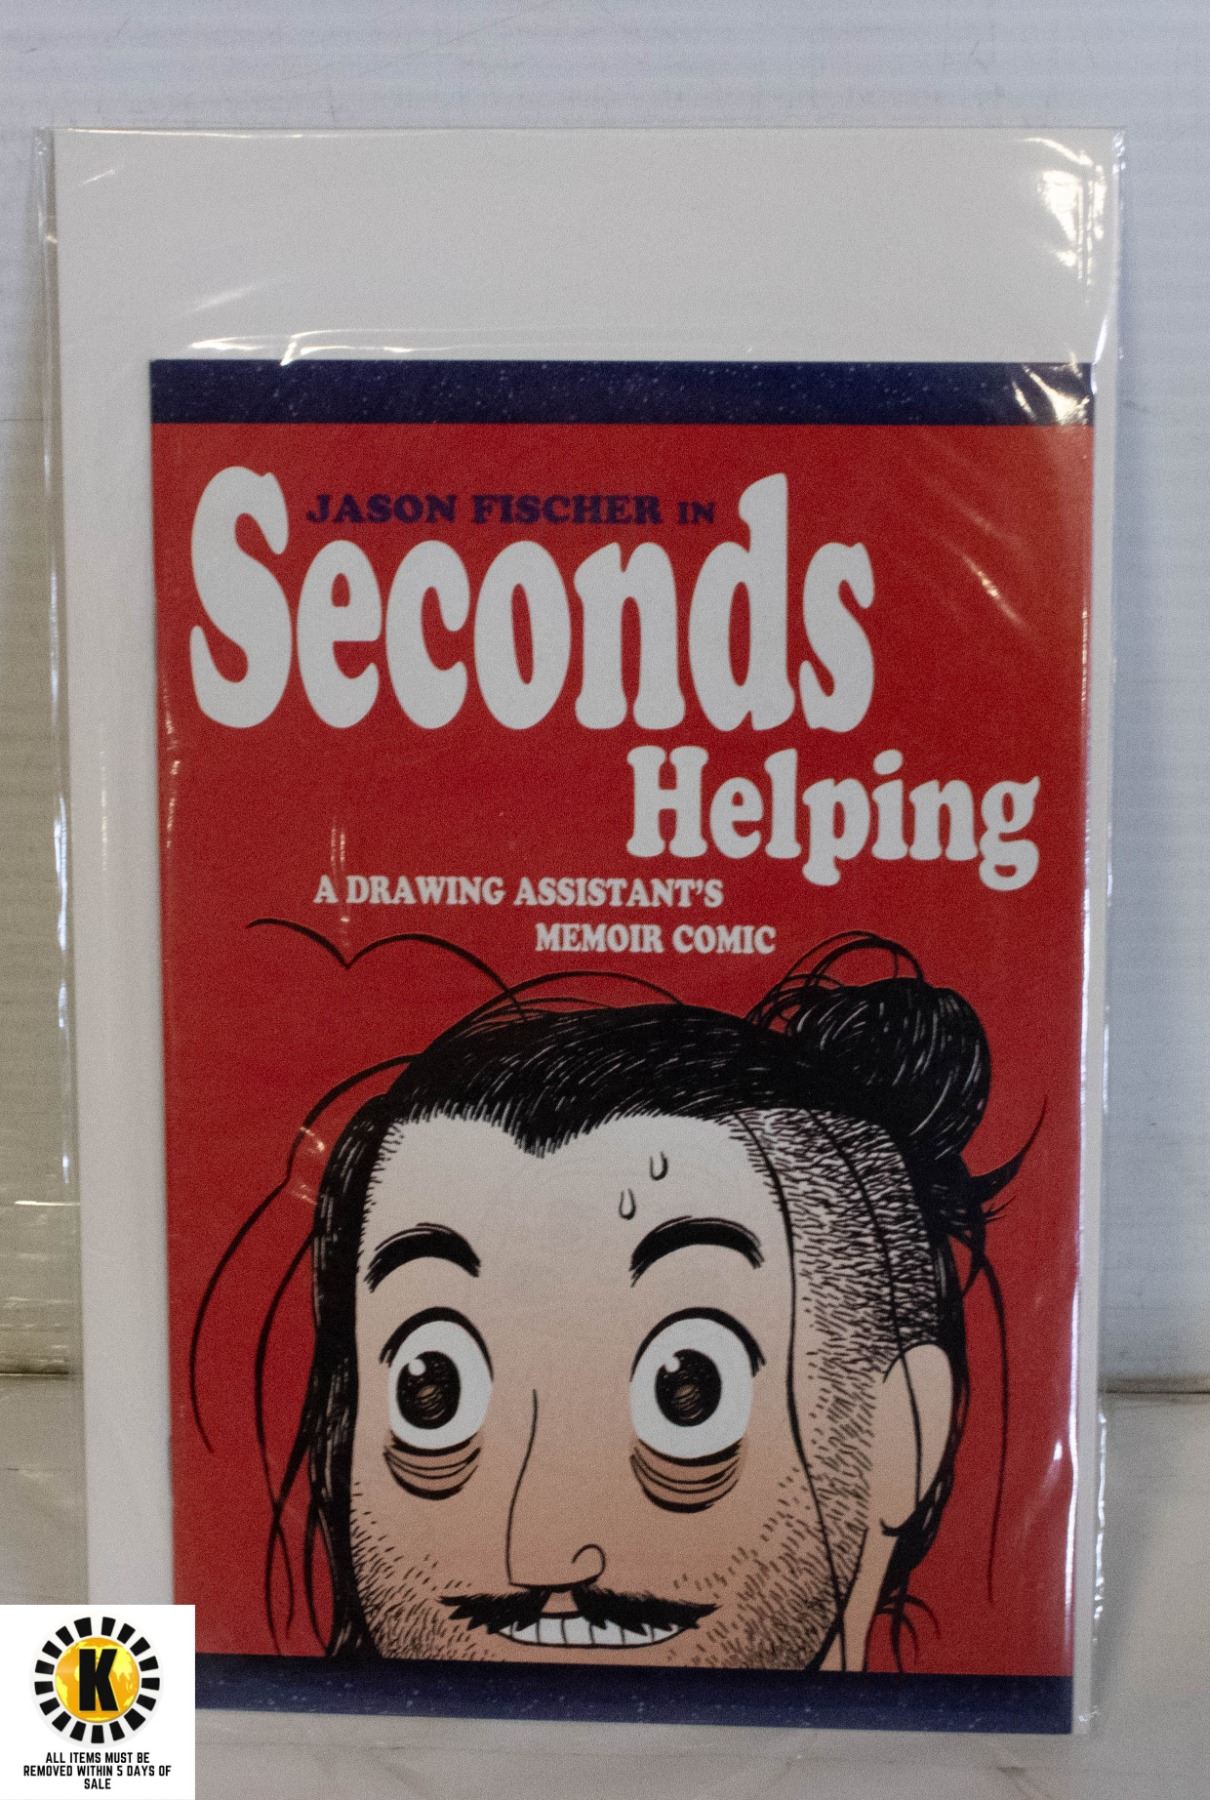 JASON FISCHER IN
Seconds
Helping
A DRAWING ASSISTANT'S
MEMOIR COMIC
K
ALL ITEMS MUST BE
REMOVED WITHIN 5 DAYS OF
SALE